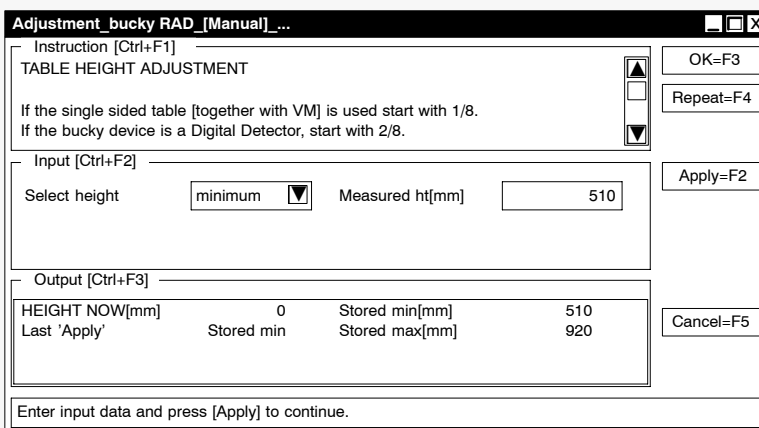 Adjustment_bucky RAD_[Manual]_...
X
Instruction [Ctrl+F1]
TABLE HEIGHT ADJUSTMENT
If the single sided table [together with VM] is used start with 1/8.
If the bucky device is a Digital Detector, start with 2/8.
OK=F3
Repeat=F4
Input [Ctrl+F2]
Select height minimum Measured ht[mm] 510
Apply=F2
Output [Ctrl+F3]
HEIGHT NOW[mm] 0 Stored min[mm] 510
Last 'Apply' Stored min Stored max[mm] 920
Cancel=F5
Enter input data and press [Apply] to continue.